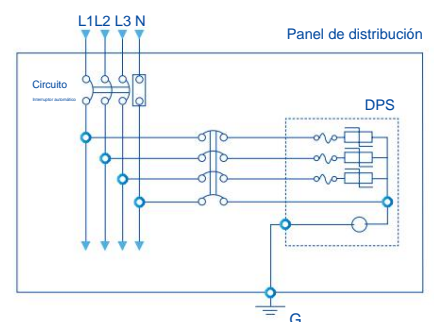 L1 L2 L3 N
Panel de distribución
Circuito
Interruptor automático
DPS
G